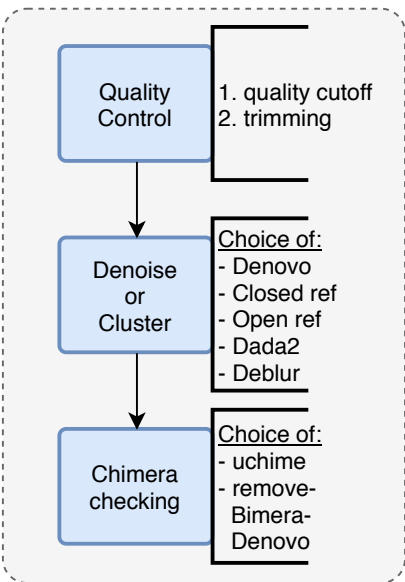 Quality
Control
1. quality cutoff
2. trimming
Denoise
or
Cluster
Choice of:
- Denovo
- Closed ref
- Open ref
- Dada2
- Deblur
Chimera
checking
Choice of:
- uchime
- remove-
Bimera-
Denovo